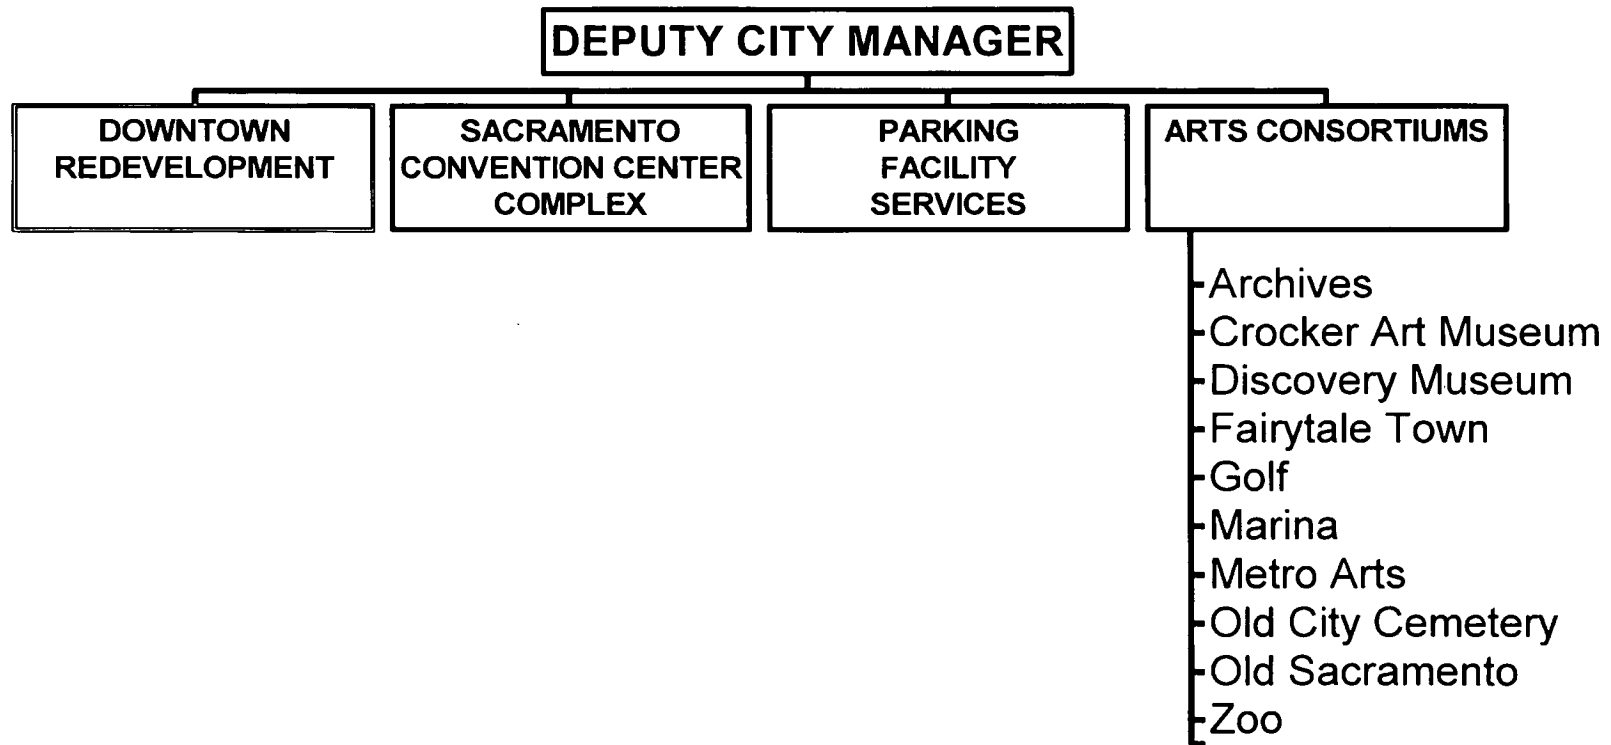 DEPUTY CITY MANAGER
DOWNTOWN
REDEVELOPMENT
SACRAMENTO
CONVENTION CENTER
COMPLEX
PARKING
FACILITY
SERVICES
ARTS CONSORTIUMS
Archives
Crocker Art Museum
Discovery Museum
Fairytale Town
Golf
Marina
Metro Arts
Old City Cemetery
Old Sacramento
Zoo